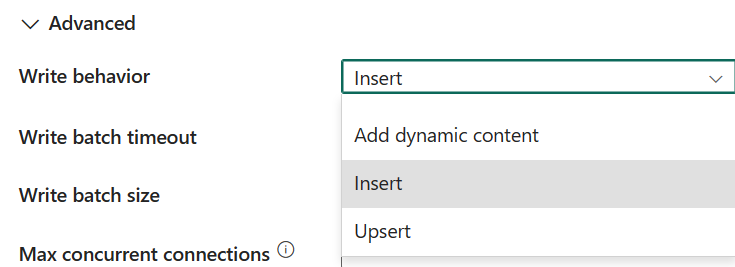 Advanced
Write behavior
Insert
Write batch timeout
Add dynamic content
Write batch size
Insert
Upsert
Max concurrent connections